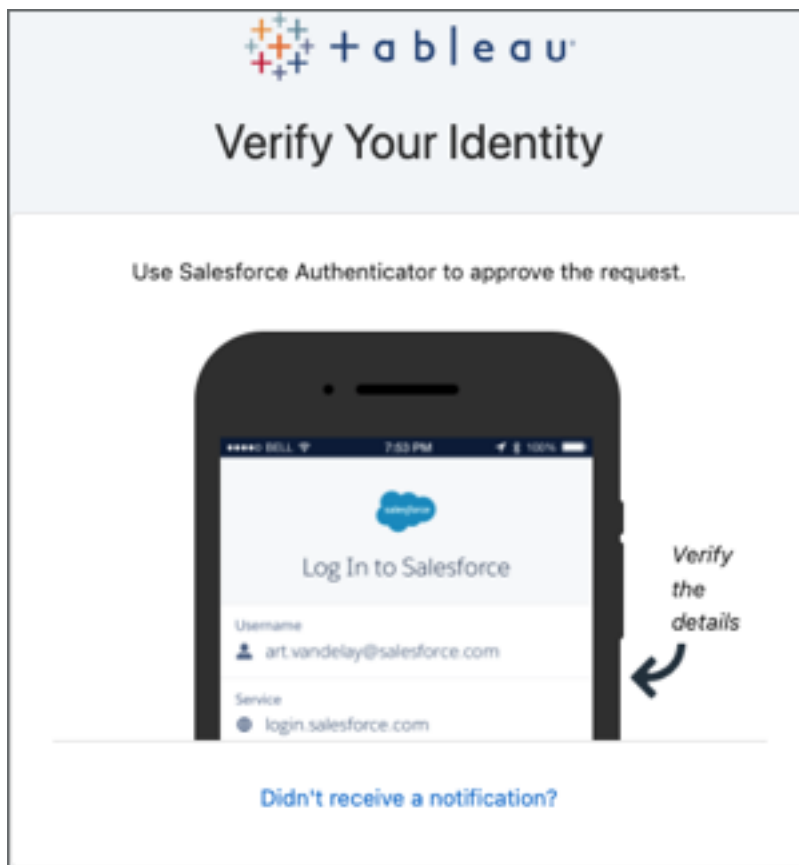 +ableau
Verify Your Identity
Use Salesforce Authenticator to approve the request.
BELL 7:53 PM 100%
salesforce
Log In to Salesforce
Username
art.vandelay@salesforce.com
Service
login.salesforce.com
Verify
the
details
Didn't receive a notification?